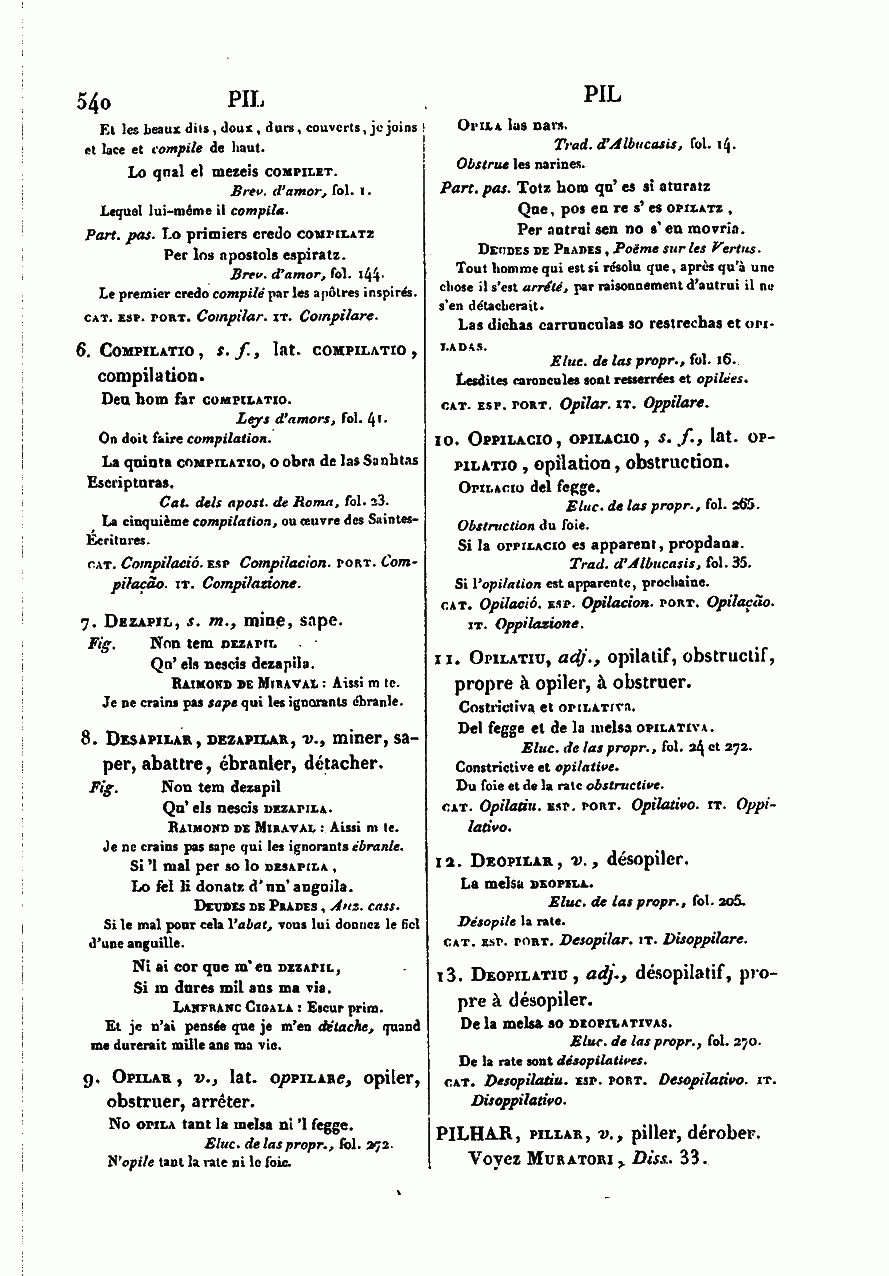 540 PIL
Et les beaux dits, doux, durs, couverts, je joins
et lace et compile de haut.
Lo qual el mezeis COMPILET.
Brev. d'amor, fol. 1.
Lequel lui-même il compila.
Part. pas. Lo primiers credo COMPILATZ
Per los apostols espiratz.
Brev. d'amor, fol. 144.
Le premier credo compilé par les apôtres inspirés.
CAT. ESP. PORT. Compilar. IT. Compilare.
6. COMPILATIO, s. f., lat. COMPILATIO,
compilation.
Deu hom far COMPILATIO.
Leys d'amors, fol. 41.
On doit faire compilation.
La quinta COMPILATIO, o obra de las Sanhtas
Escripturas.
Cat. dels apost. de Roma, fol. 23.
La cinquième compilation, ou œuvre des Saintes-
Écritures.
CAT. Compilació. ESP Compilacion. PORT. Com-
pilação. IT. Compilazione.
7. DEZAPIL, s. m., mine, sape.
Fig. Non tem DEZAPIL
Qu'els nescis dezapila.
RAIMOND DE MIRAVAL : Aissi m te.
Je ne crains pas sape qui les ignorants ébranle.
8. DESAPILAR, DEZAPILAR, v., miner, sa-
per, abattre, ébranler, détacher.
Fig. Non tem dezapil
Qu'els nescis DEZAPILA.
RAIMOND DE MIRAVAL : Aissi m te.
Je ne crains pas sape qui les ignorants ébranle.
Si 'l mal per so lo DESAPILA,
Lo fel li donatz d'un' anguila.
DEUDES DE PRADES, Auz. cass.
Si le mal pour cela l'abat, vous lui donnez le fiel
d'une anguille.
Ni ai cor que m'en DEZAPIL,
Si m dures mil ans ma via.
LANFRANC CIGALA : Escur prim.
Et je n'ai pensée que je m'en détache, quand
me durerait mille ans ma vie.
9. OPILAR, v., lat. oppILARe, opiler,
obstruer, arrêter.
No OPILA tant la melsa ni 'l fegge.
Eluc. de las propr., fol. 272.
N'opile tant la rate ni le foie.
PIL
OPILA las nars.
Trad. d'Albucasis, fol. 14.
Obstrue les narines.
Part. pas. Totz hom qu'es si aturatz
Que, pos en re s'es OPILATZ,
Per autrui sen no s'en movria.
DEUDES DE PRADES, Poëme sur les Vertus.
Tout homme qui est si résolu que, après qu'à une
chose il s'est arrêté, par raisonnement d'autrui il ne
s'en détacherait.
Las dichas carrunculas so restrechas et OPI-
LADAS.
Eluc. de las propr., fol. 16.
Lesdites caroncules sont resserrées et opilées.
CAT. ESP. PORT. Opilar. IT. Oppilare.
10. OPPILACIO, OPILACIO, s. f., lat. OP-
PILATIO, opilation, obstruction.
OPILACIO del fegge.
Eluc. de las propr., fol. 265.
Obstruction du foie.
Si la OPPILACIO es apparent, propdana.
Trad. d'Albucasis, fol. 35.
Si l'opilation est apparente, prochaine.
CAT. Opilació. ESP. Opilacion. PORT. Opilação.
IT. Oppilazione.
11. OPILATIU, adj., opilatif, obstructif,
propre à opiler, à obstruer.
Costrictiva et OPILATIVA.
Del fegge et de la melsa OPILATIVA.
Eluc. de las propr., fol. 24 et 272.
Constrictive et opilative.
Du foie et de la rate obstructive.
CAT. Opilatiu. ESP. PORT. Opilativo. IT. Oppi-
lativo.
12. DEOPILAR, v., désopiler.
La melsa DEOPILA.
Eluc. de las propr., fol. 205.
Désopile la rate.
CAT. ESP. PORT. Desopilar. IT. Disoppilare.
13. DEOPILATIU, adj., désopilatif, pro-
pre à désopiler.
De la melsa so DEOPILATIVAS.
Eluc. de las propr., fol. 270.
De la rate sont désopilatives.
CAT. Desopilatiu. ESP. PORT. Desopilativo. IT.
Disoppilativo.
PILHAR, PILLAR, v., piller, dérober.
Voyez MURATORI, Diss. 33.